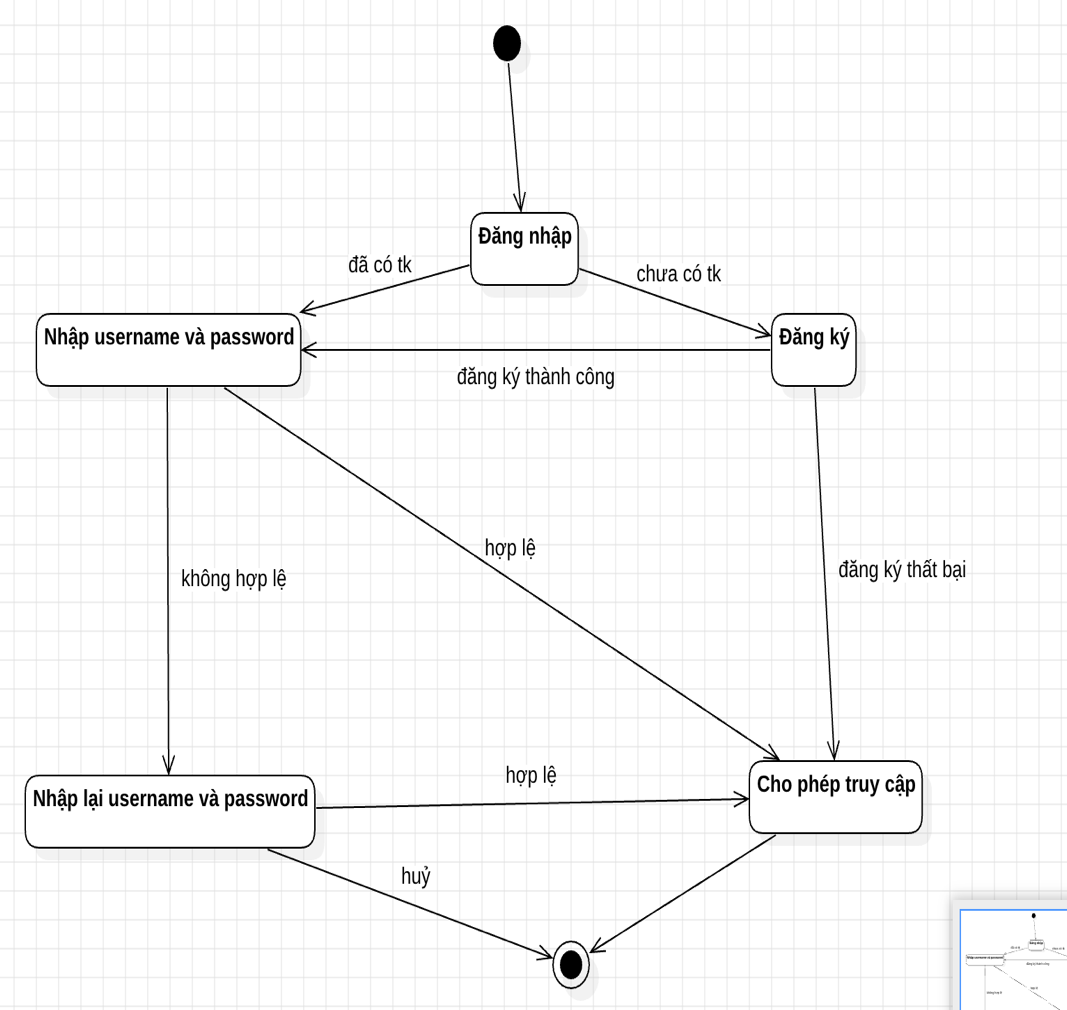 Đăng nhập
đã có tk
chưa có tk
Nhập username và password
Đăng ký
đăng ký thành công
hợp lệ
đăng ký thất bại
không hợp lệ
hợp lệ
Cho phép truy cập
Nhập lại username và password
huỷ